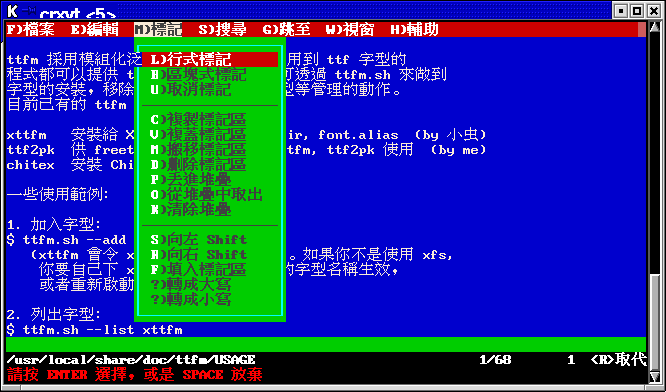 crxvt <5>
F)檔案 E)編輯 M)標記 S)搜尋 G)跳至 W)視窗 H)輔助
ttfm 採用模組化泛 用到 ttf 字型的
程式都可以提供 t 可透過 ttfm.sh 來做到
字型的安裝，移除 型等管理的動作。
目前已有的 ttfm
L)行式標記
B)區塊式標記
U)取消標記
C)複製標記區
V)複蓋標記區
M)搬移標記區
D)刪除標記區
P)丟進堆疊
O)從堆疊中取出
N)清除堆疊
S)向左 Shift
H)向右 Shift
F)填入標記區
?)轉成大寫
?)轉成小寫
xttfm 安裝給 X ir, font.alias (by 小虫)
ttf2pk 供 freet tfm, ttf2pk 使用 (by me)
chitex 安裝 Chi
一些使用範例:
1. 加入字型:
$ ttfm.sh --add
(xttfm 會令 x 。如果你不是使用 xfs,
你要自己下 x 的字型名稱生效，
或者重新啟動
2. 列出字型:
$ ttfm.sh --list xttfm
/usr/local/share/doc/ttfm/USAGE 1/68 1 <R>取代
請按 ENTER 選擇，或是 SPACE 放棄